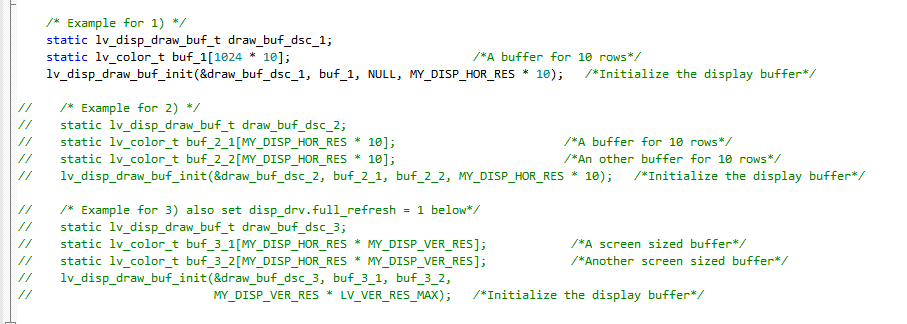 /* Example for 1) */
static lv_disp_draw_buf_t draw_buf_dsc_1;
static lv_color_t buf_1[1024 * 10];                          /*A buffer for 10 rows*/
lv_disp_draw_buf_init(&draw_buf_dsc_1, buf_1, NULL, MY_DISP_HOR_RES * 10);   /*Initialize the display buffer*/
//    /* Example for 2) */
//    static lv_disp_draw_buf_t draw_buf_dsc_2;
//    static lv_color_t buf_2_1[MY_DISP_HOR_RES * 10];                        /*A buffer for 10 rows*/
//    static lv_color_t buf_2_2[MY_DISP_HOR_RES * 10];                        /*An other buffer for 10 rows*/
//    lv_disp_draw_buf_init(&draw_buf_dsc_2, buf_2_1, buf_2_2, MY_DISP_HOR_RES * 10);   /*Initialize the display buffer*/
//    /* Example for 3) also set disp_drv.full_refresh = 1 below*/
//    static lv_disp_draw_buf_t draw_buf_dsc_3;
//    static lv_color_t buf_3_1[MY_DISP_HOR_RES * MY_DISP_VER_RES];            /*A screen sized buffer*/
//    static lv_color_t buf_3_2[MY_DISP_HOR_RES * MY_DISP_VER_RES];            /*Another screen sized buffer*/
//    lv_disp_draw_buf_init(&draw_buf_dsc_3, buf_3_1, buf_3_2,
//                          MY_DISP_VER_RES * LV_VER_RES_MAX);   /*Initialize the display buffer*/